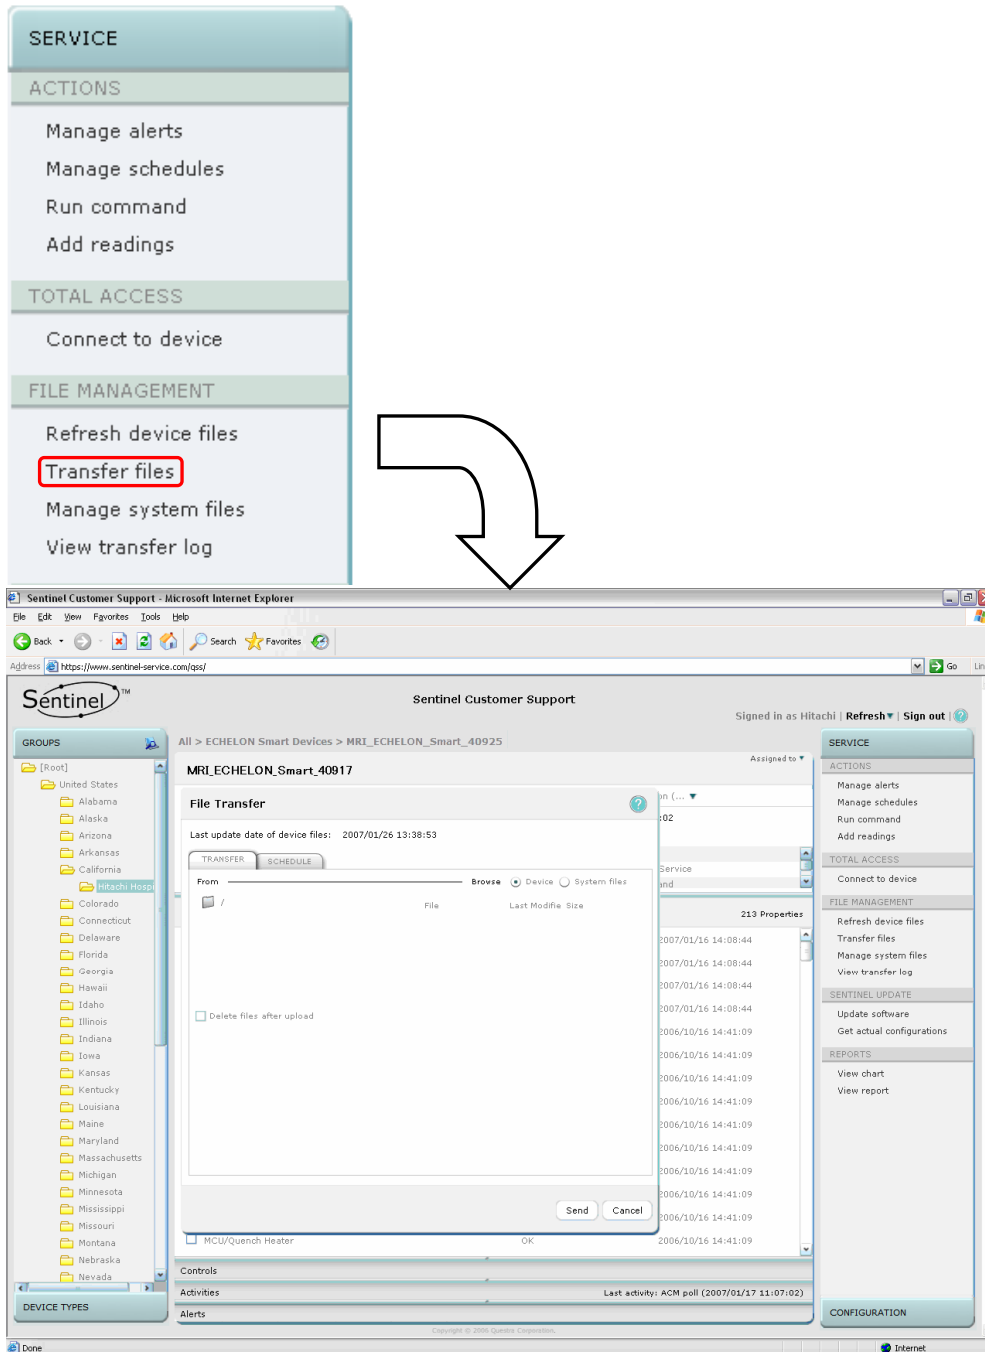 SERVICE
ACTIONS
Manage alerts
Manage schedules
Run command
Add readings
TOTAL ACCESS
Connect to device
FILE MANAGEMENT
Refresh device files
Transfer files
Manage system files
View transfer log
Sentinel Customer Support - Microsoft Internet Explorer
File Edit View Favorites Tools Help
Back Search Favorites
Address https://www.sentinel-service.com/qss/ Go Lin
Sentinel™
Sentinel Customer Support
Signed in as Hitachi | Refresh | Sign out | ?
GROUPS
[Root]
United States
Alabama
Alaska
Arizona
Arkansas
California
Hitachi Hospi
Colorado
Connecticut
Delaware
Florida
Georgia
Hawaii
Idaho
Illinois
Indiana
Iowa
Kansas
Kentucky
Louisiana
Maine
Maryland
Massachusetts
Michigan
Minnesota
Mississippi
Missouri
Montana
Nebraska
Nevada
DEVICE TYPES
All > ECHELON Smart Devices > MRI_ECHELON_Smart_40925
Assigned to
MRI_ECHELON_Smart_40917
on (...
:02
Service
nd
213 Properties
File Transfer ?
Last update date of device files: 2007/01/26 13:38:53
TRANSFER SCHEDULE
From Browse Device System files
/ File Last Modifie Size
Delete files after upload
Send Cancel
2007/01/16 14:08:44
2007/01/16 14:08:44
2007/01/16 14:08:44
2007/01/16 14:08:44
2006/10/16 14:41:09
2006/10/16 14:41:09
2006/10/16 14:41:09
2006/10/16 14:41:09
2006/10/16 14:41:09
2006/10/16 14:41:09
2006/10/16 14:41:09
2006/10/16 14:41:09
2006/10/16 14:41:09
MCU/Quench Heater OK 2006/10/16 14:41:09
Controls
Activities Last activity: ACM poll (2007/01/17 11:07:02)
Alerts
Copyright © 2006 Questra Corporation.
SERVICE
ACTIONS
Manage alerts
Manage schedules
Run command
Add readings
TOTAL ACCESS
Connect to device
FILE MANAGEMENT
Refresh device files
Transfer files
Manage system files
View transfer log
SENTINEL UPDATE
Update software
Get actual configurations
REPORTS
View chart
View report
CONFIGURATION
Done Internet